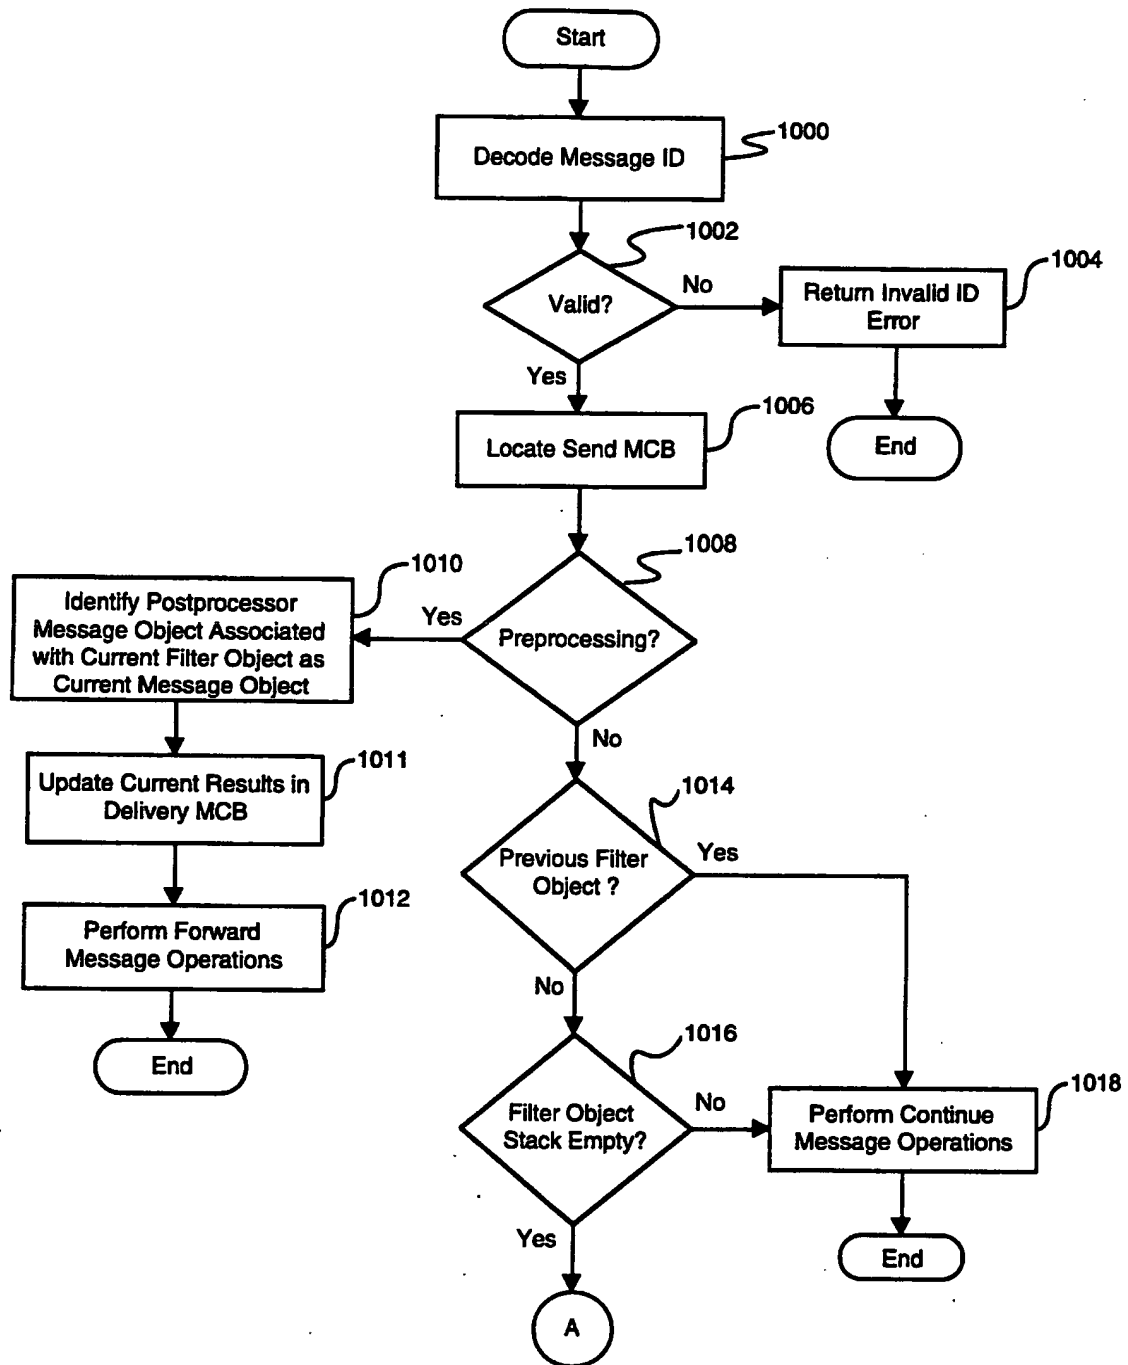 Start
1000
Decode Message ID
1002
Valid?
No
1004
Return Invalid ID
Error
Yes
End
1006
Locate Send MCB
1008
Preprocessing?
Yes
1010
Identify Postprocessor
Message Object Associated
with Current Filter Object as
Current Message Object
No
1011
Update Current Results in
Delivery MCB
1014
Previous Filter
Object ?
Yes
1012
Perform Forward
Message Operations
No
End
1016
Filter Object
Stack Empty?
No
1018
Perform Continue
Message Operations
Yes
End
A